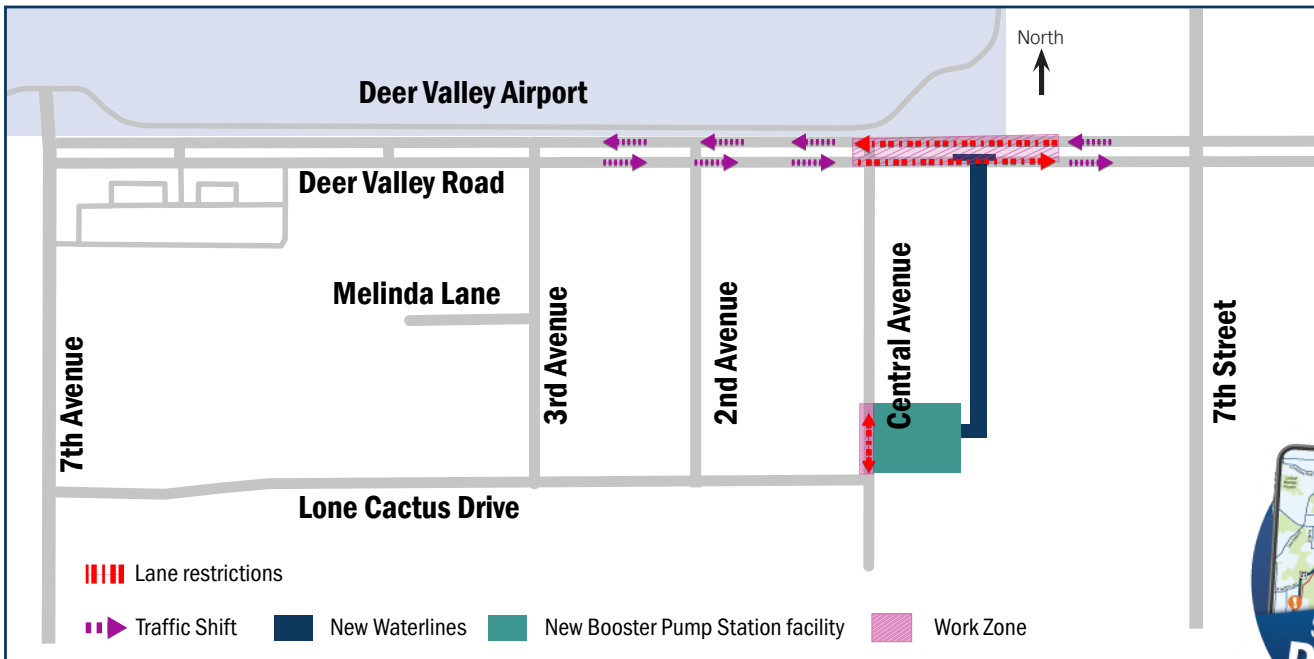 North
Deer Valley Airport
Deer Valley Road
Melinda Lane
7th Avenue
3rd Avenue
2nd Avenue
Central Avenue
7th Street
Lone Cactus Drive
Lane restrictions
Traffic Shift
New Waterlines
New Booster Pump Station facility
Work Zone